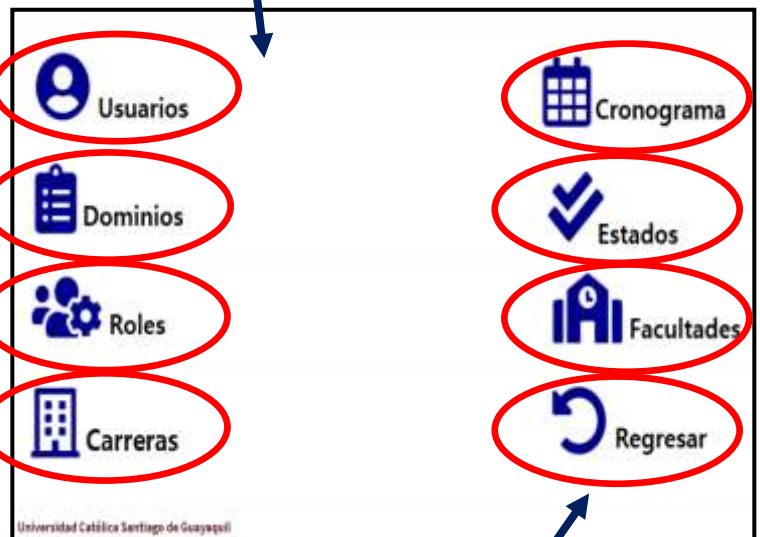 Usuarios
Cronograma
Dominios
Estados
Roles
Facultades
Carreras
Regresar
Universidad Católica Santiago de Guayaquil